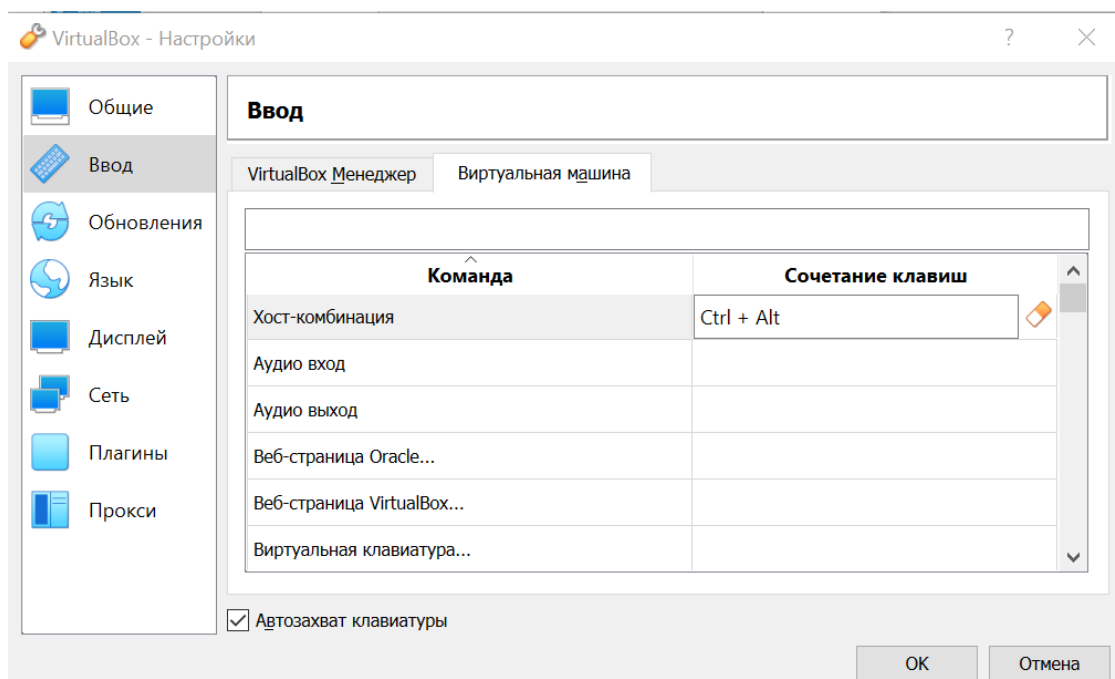 VirtualBox - Настройки
?
Общие
Ввод
Обновления
Язык
Дисплей
Сеть
Плагины
Прокси
Ввод
VirtualBox Менеджер Виртуальная машина
Команда Сочетание клавиш
Хост-комбинация Ctrl + Alt
Аудио вход
Аудио выход
Веб-страница Oracle...
Веб-страница VirtualBox...
Виртуальная клавиатура...
Автозахват клавиатуры
OK Отмена